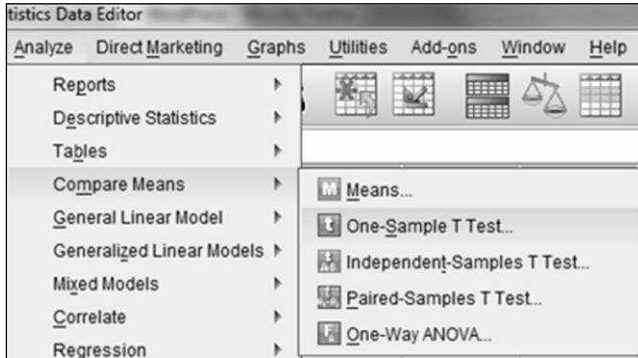 tistics Data Editor
Analyze Direct Marketing Graphs Utilities Add-ons Window Help
Reports
Descriptive Statistics
Tables
Compare Means
General Linear Model
Generalized Linear Models
Mixed Models
Correlate
Regression
M Means...
t One-Sample T Test...
Independent-Samples T Test...
Paired-Samples T Test...
One-Way ANOVA...